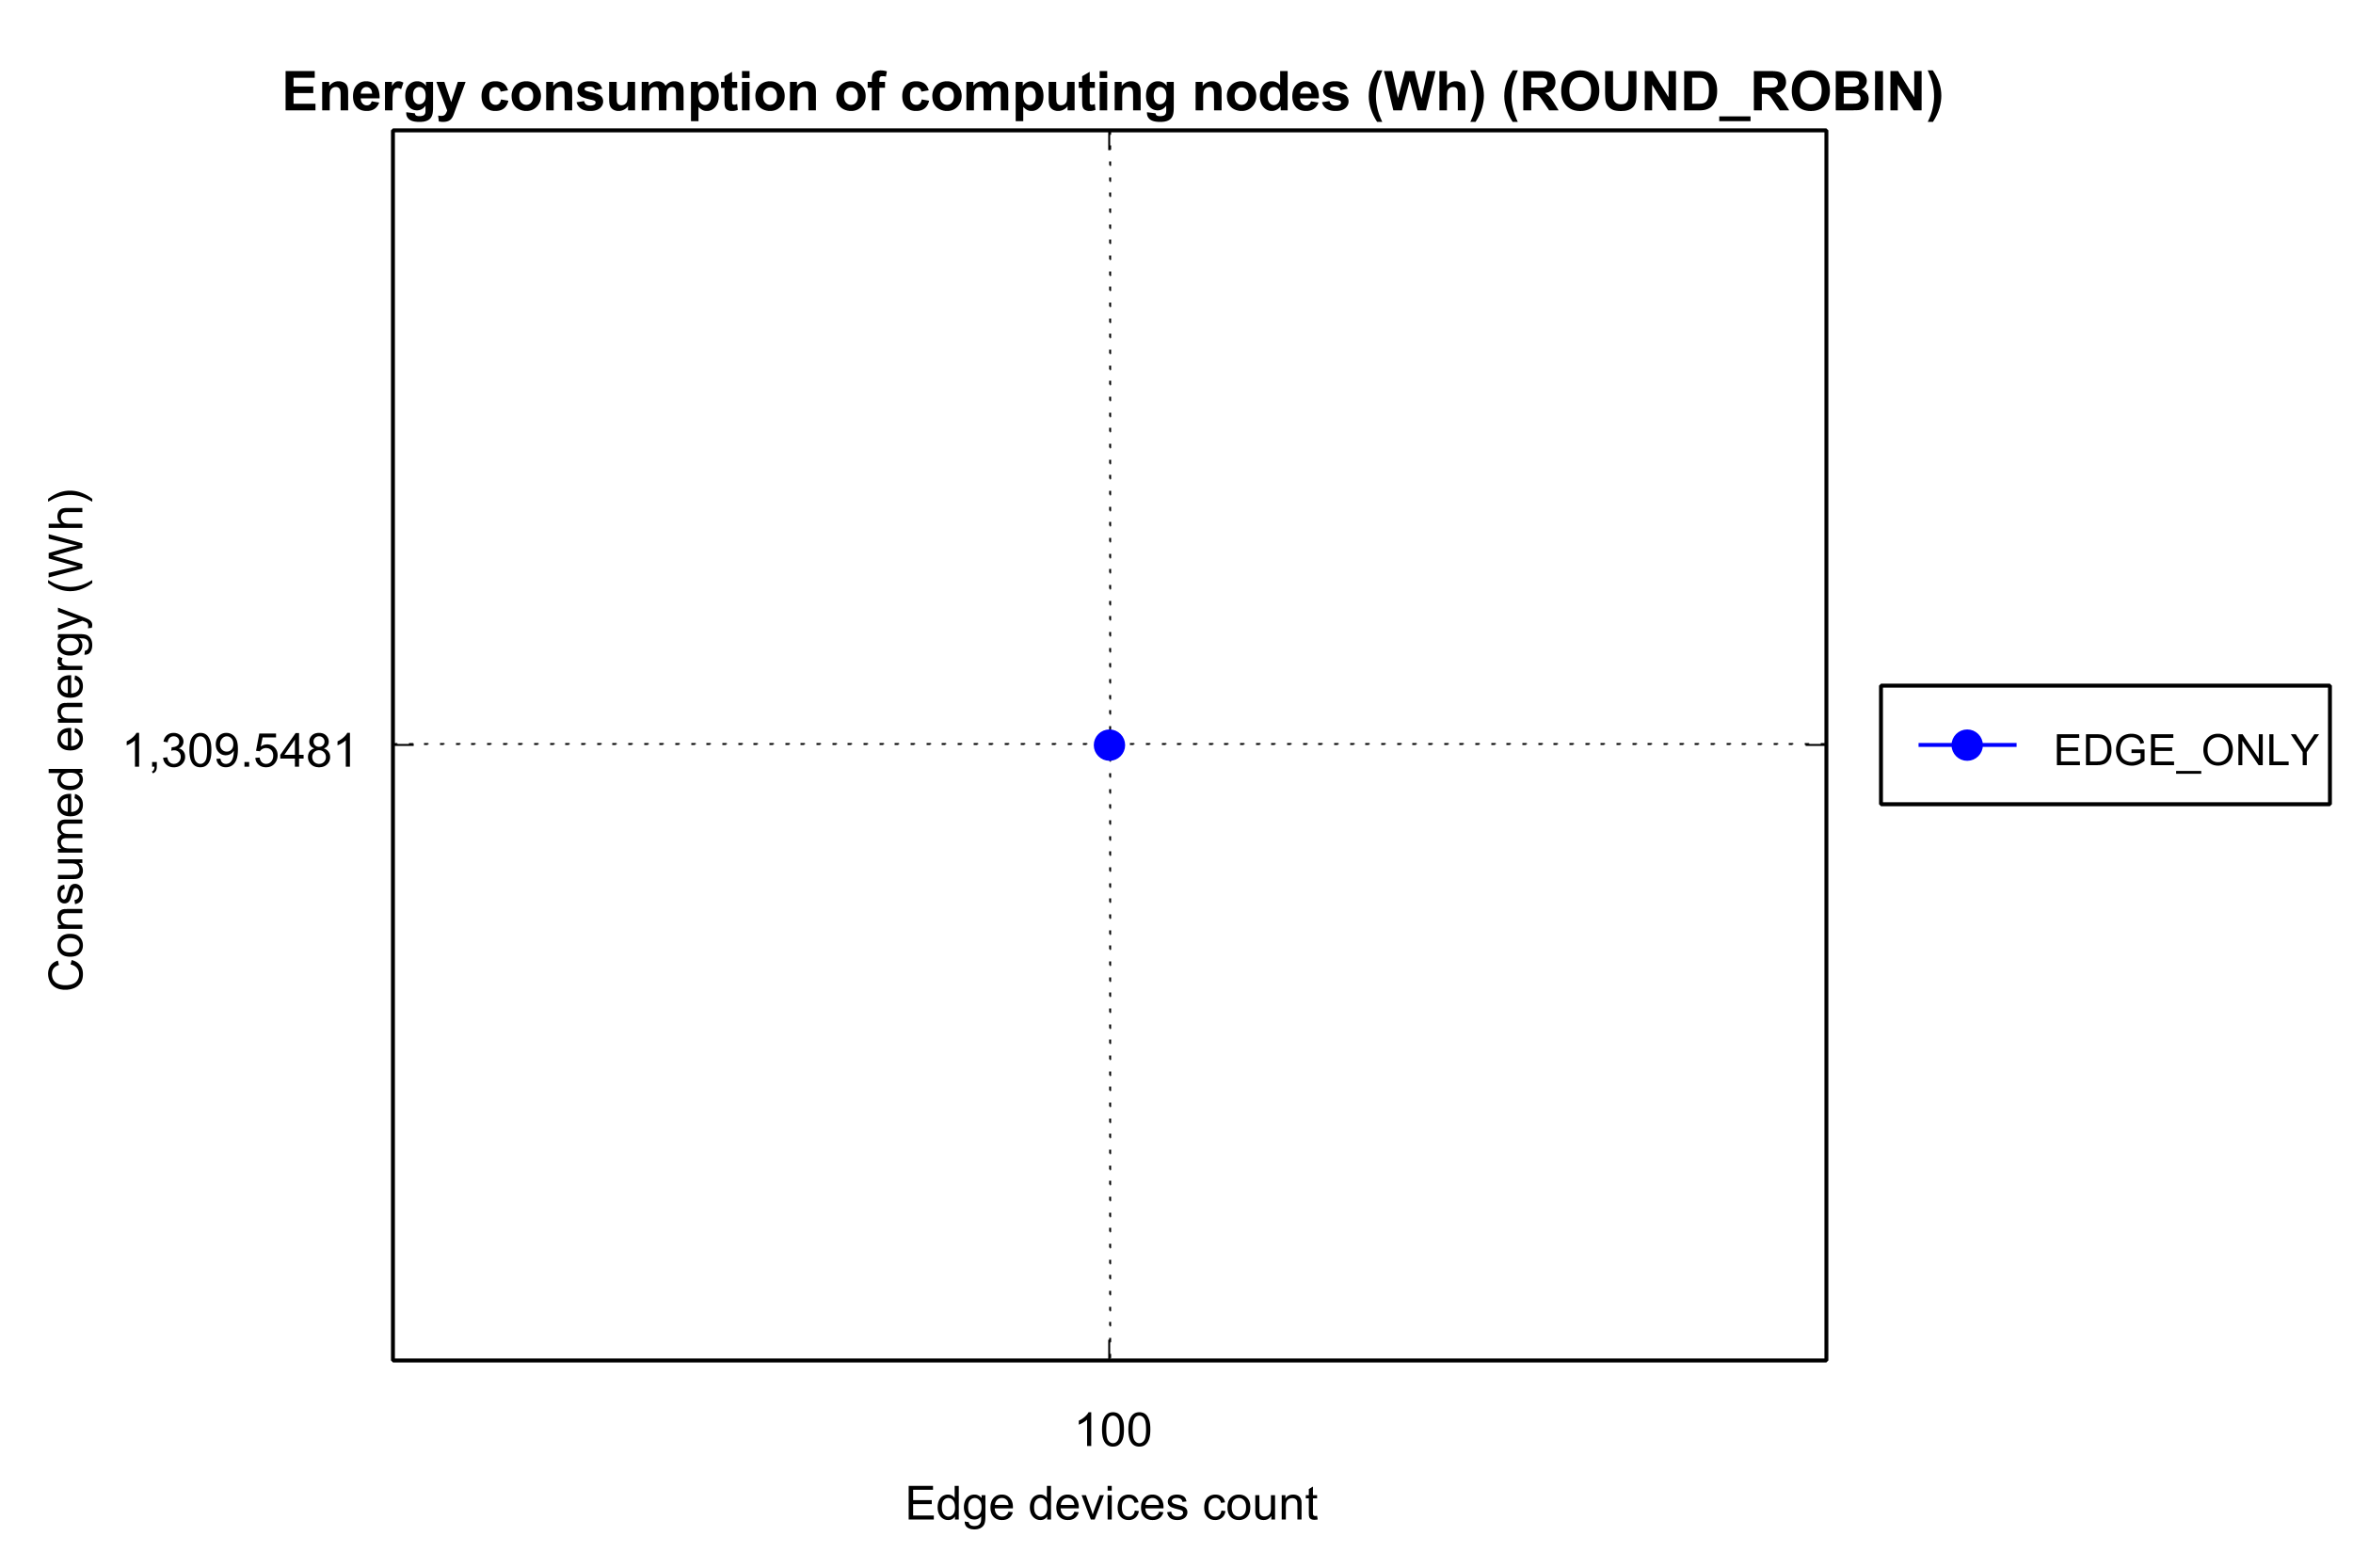 Energy consumption of computing nodes (Wh) (ROUND_ROBIN)
Consumed energy (Wh)
1,309.5481
EDGE_ONLY
100
Edge devices count